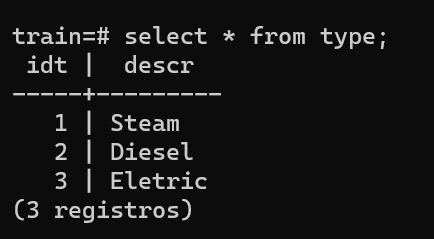 train=# select * from type;
 idt |  descr
-----+---------
   1 | Steam
   2 | Diesel
   3 | Eletric
(3 registros)